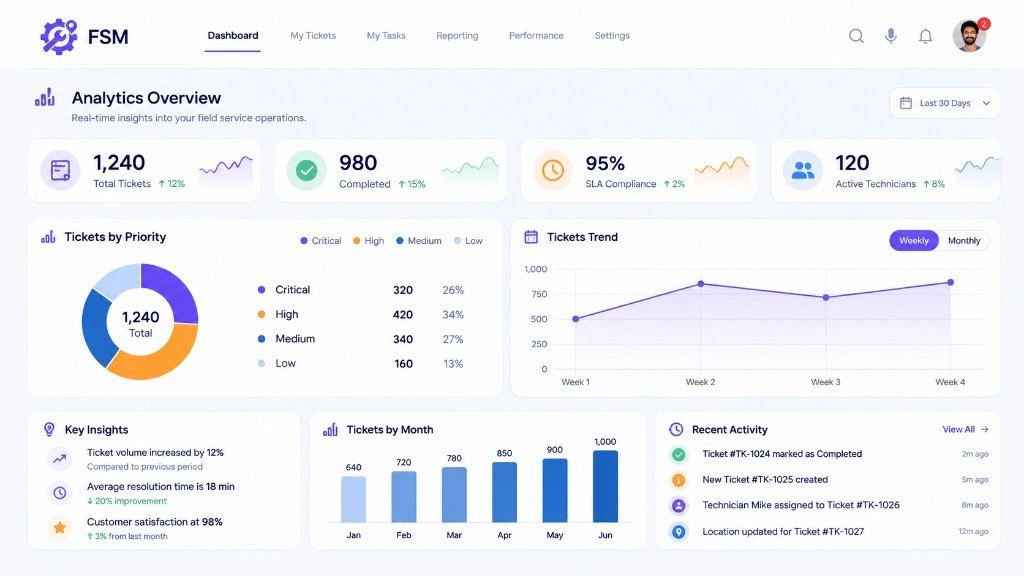 FSM
Dashboard
My Tickets
My Tasks
Reporting
Performance
Settings
2
Analytics Overview
Real-time insights into your field service operations.
Last 30 Days
1,240
Total Tickets ↑ 12%
980
Completed ↑ 15%
95%
SLA Compliance ↑ 2%
120
Active Technicians ↑ 8%
Tickets by Priority
Critical High Medium Low
1,240
Total
Critical 320 26%
High 420 34%
Medium 340 27%
Low 160 13%
Tickets Trend
Weekly Monthly
1,000
750
500
250
0
Week 1 Week 2 Week 3 Week 4
Key Insights
Ticket volume increased by 12%
Compared to previous period
Average resolution time is 18 min
↓ 20% improvement
Customer satisfaction at 98%
↑ 3% from last month
Tickets by Month
640 720 780 850 900 1,000
Jan Feb Mar Apr May Jun
Recent Activity
View All →
Ticket #TK-1024 marked as Completed 2m ago
New Ticket #TK-1025 created 5m ago
Technician Mike assigned to Ticket #TK-1026 8m ago
Location updated for Ticket #TK-1027 12m ago